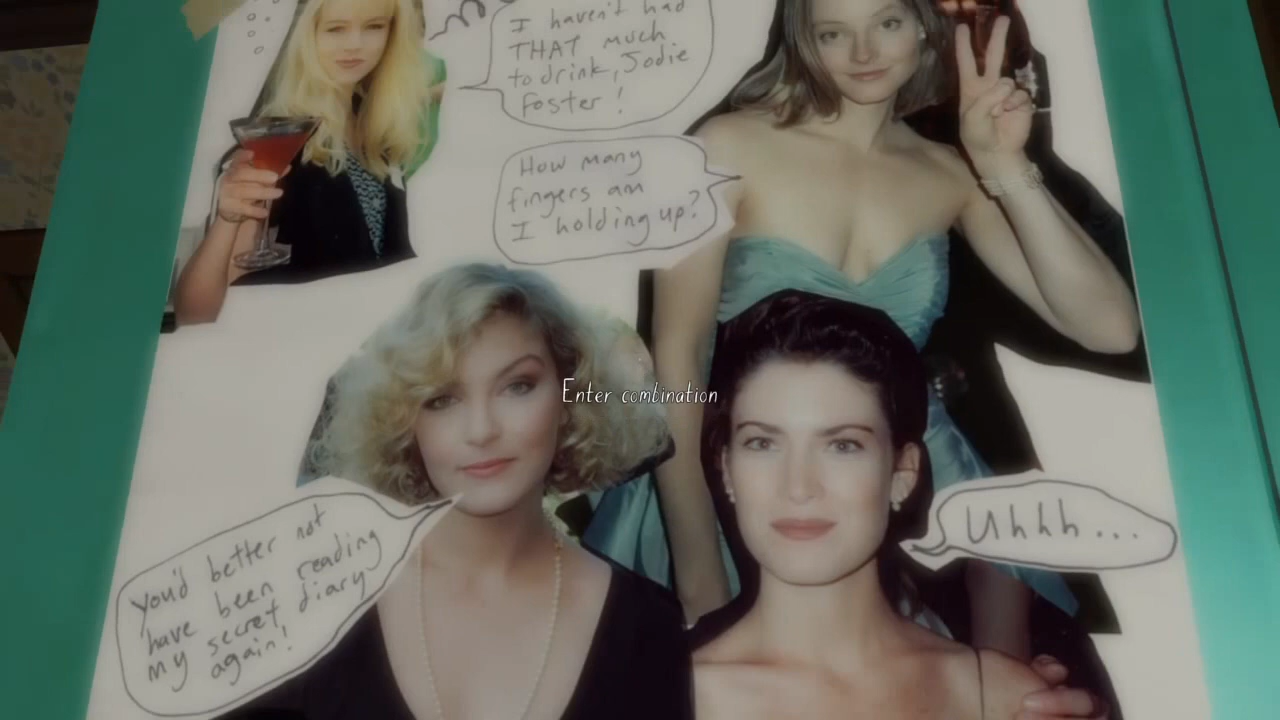 I haven't had
THAT much
to drink, Jodie
Foster!
How many
fingers am
I holding up?
Enter combination
You'd better not
have been reading
my secret diary
again!
Uhhh...